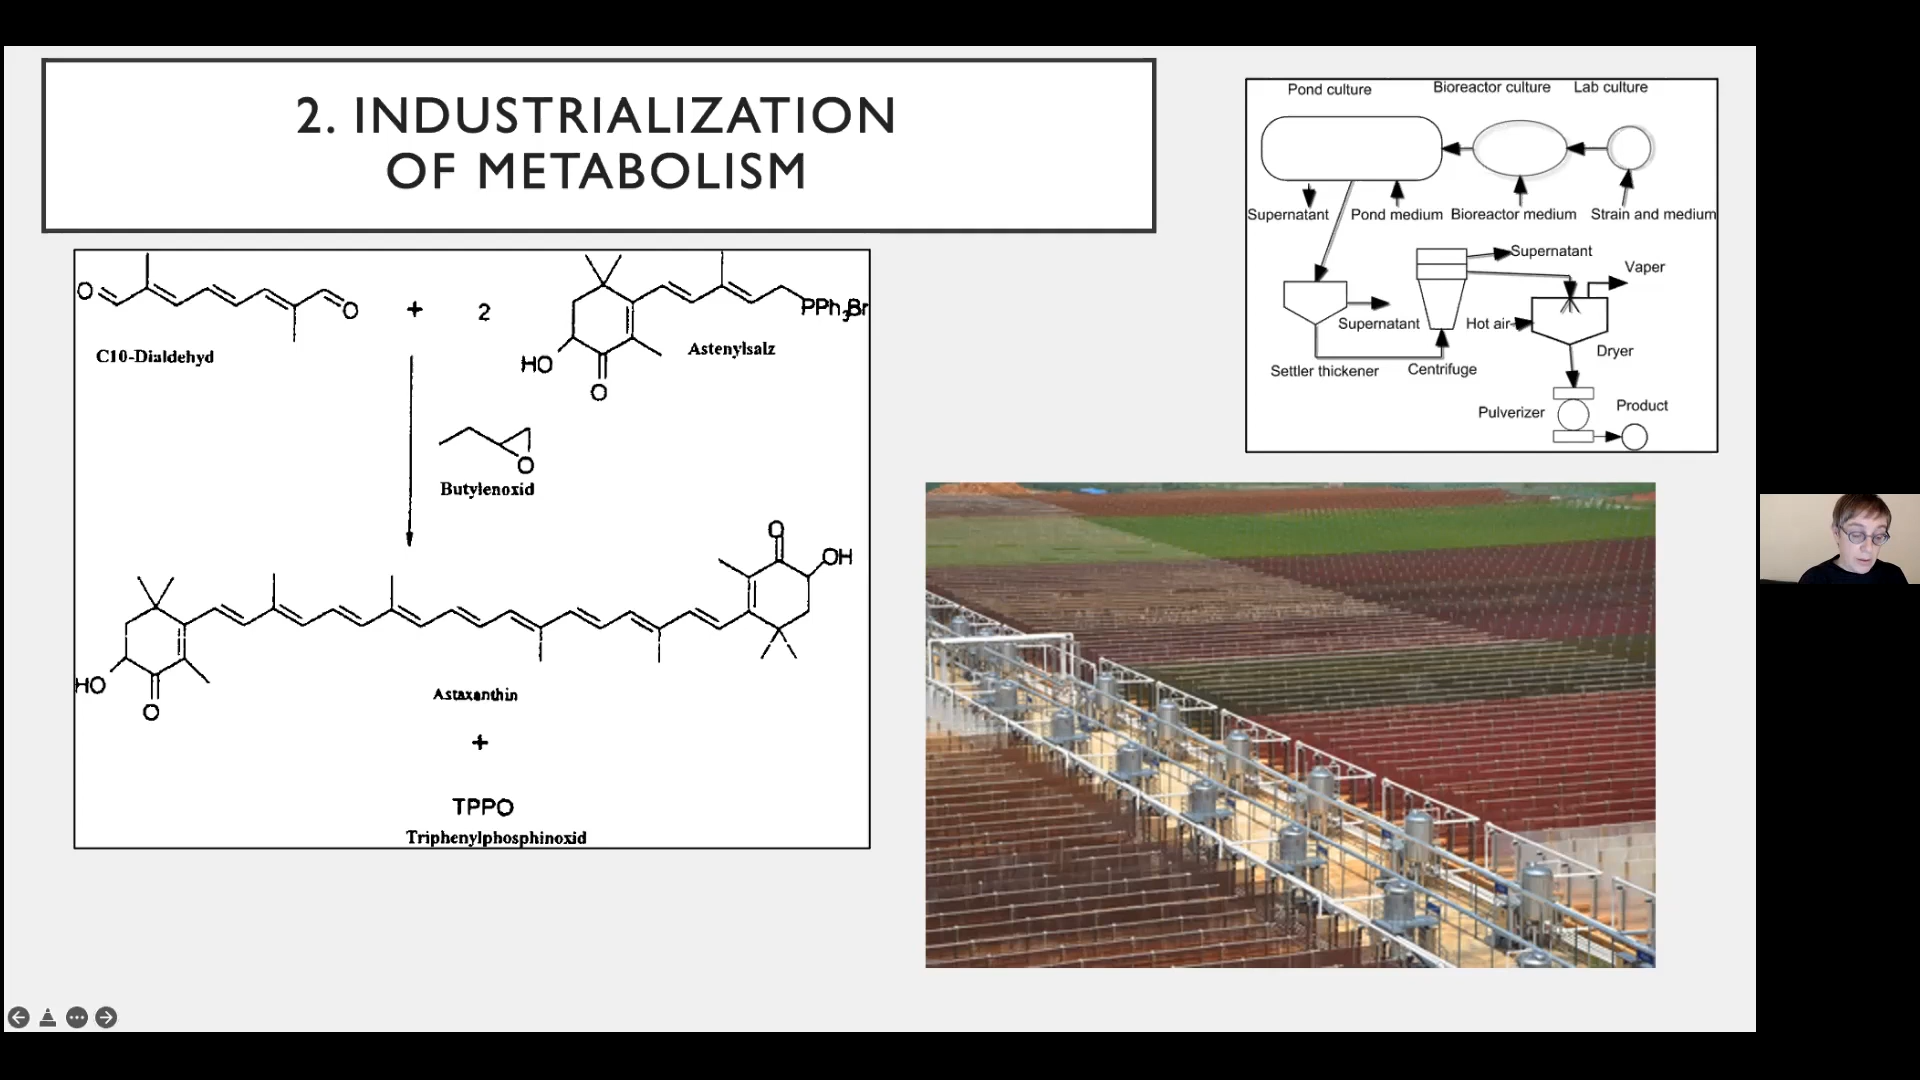 2. INDUSTRIALIZATION
OF METABOLISM
O
O
+
2
PPh3Br
C10-Dialdehyd
HO
O
Astenylsalz
O
Butylenoxid
O
OH
HO
O
Astaxanthin
+
TPPO
Triphenylphosphinoxid
Pond culture
Bioreactor culture
Lab culture
Supernatant
Pond medium
Bioreactor medium
Strain and medium
Supernatant
Vaper
Supernatant
Hot air
Dryer
Settler thickener
Centrifuge
Pulverizer
Product